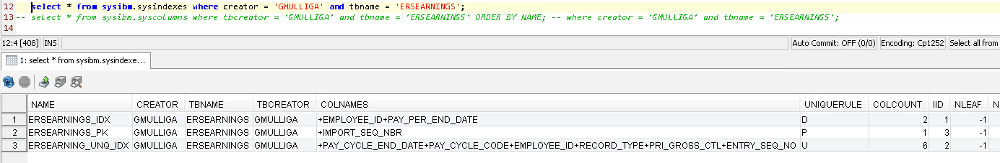 12 select * from sysibm.sysindexes where creator = 'GMULLIGA' and tbname = 'ERSEARNINGS';
13 -- select * from sysibm.syscolumns where tbcreator = 'GMULLIGA' and tbname = 'ERSEARNINGS' ORDER BY NAME; -- where creator = 'GMULLIGA' and tbname = 'ERSEARNINGS';
14
12:4 [408] INS Auto Commit: OFF (0/0) Encoding: Cp1252 Select all from
1: select * from sysibm.sysindexe...
NAME CREATOR TBNAME TBCREATOR COLNAMES UNIQUERULE COLCOUNT IID NLEAF N
1 ERSEARNINGS_IDX GMULLIGA ERSEARNINGS GMULLIGA +EMPLOYEE_ID+PAY_PER_END_DATE D 2 1 -1
2 ERSEARNINGS_PK GMULLIGA ERSEARNINGS GMULLIGA +IMPORT_SEQ_NBR P 1 3 -1
3 ERSEARNING_UNQ_IDX GMULLIGA ERSEARNINGS GMULLIGA +PAY_CYCLE_END_DATE+PAY_CYCLE_CODE+EMPLOYEE_ID+RECORD_TYPE+PRI_GROSS_CTL+ENTRY_SEQ_NO U 6 2 -1